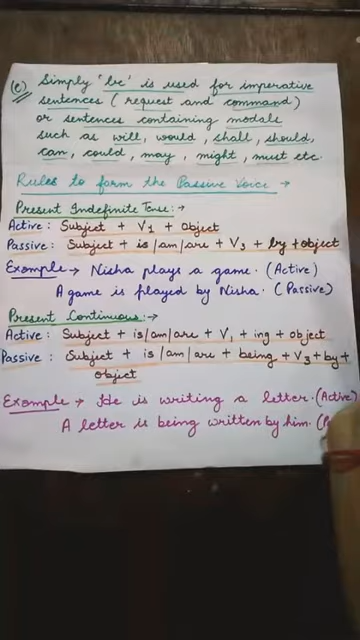 (c) Simply 'be' is used for imperative
sentences (request and command)
or sentences containing modals
such as will, would, shall, should,
can, could, may, might, must etc.
Rules to form the Passive Voice →
Present Indefinite Tense :→
Active : Subject + V1 + object
Passive : Subject + is/am/are + V3 + by + object
Example → Nisha plays a game. (Active)
A game is played by Nisha. (Passive)
Present Continuous :→
Active : Subject + is/am/are + V1 + ing + object
Passive : Subject + is/am/are + being + V3 + by +
object
Example → He is writing a letter. (Active)
A letter is being written by him.